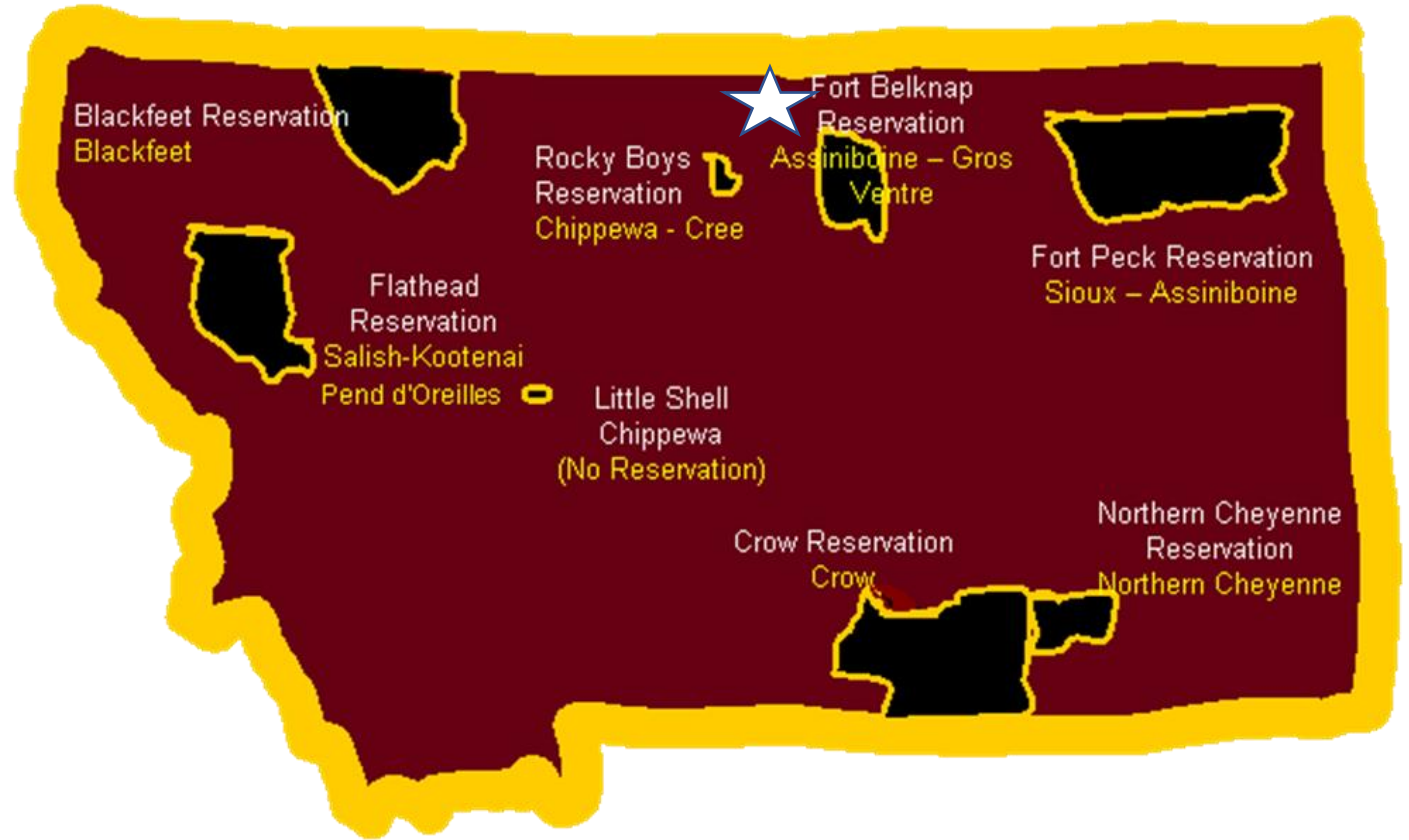 Blackfeet Reservation
Blackfeet
Rocky Boys
Reservation
Chippewa - Cree
Fort Belknap
Reservation
Assiniboine – Gros
Ventre
Fort Peck Reservation
Sioux – Assiniboine
Flathead
Reservation
Salish-Kootenai
Pend d'Oreilles
Little Shell
Chippewa
(No Reservation)
Crow Reservation
Crow
Northern Cheyenne
Reservation
Northern Cheyenne